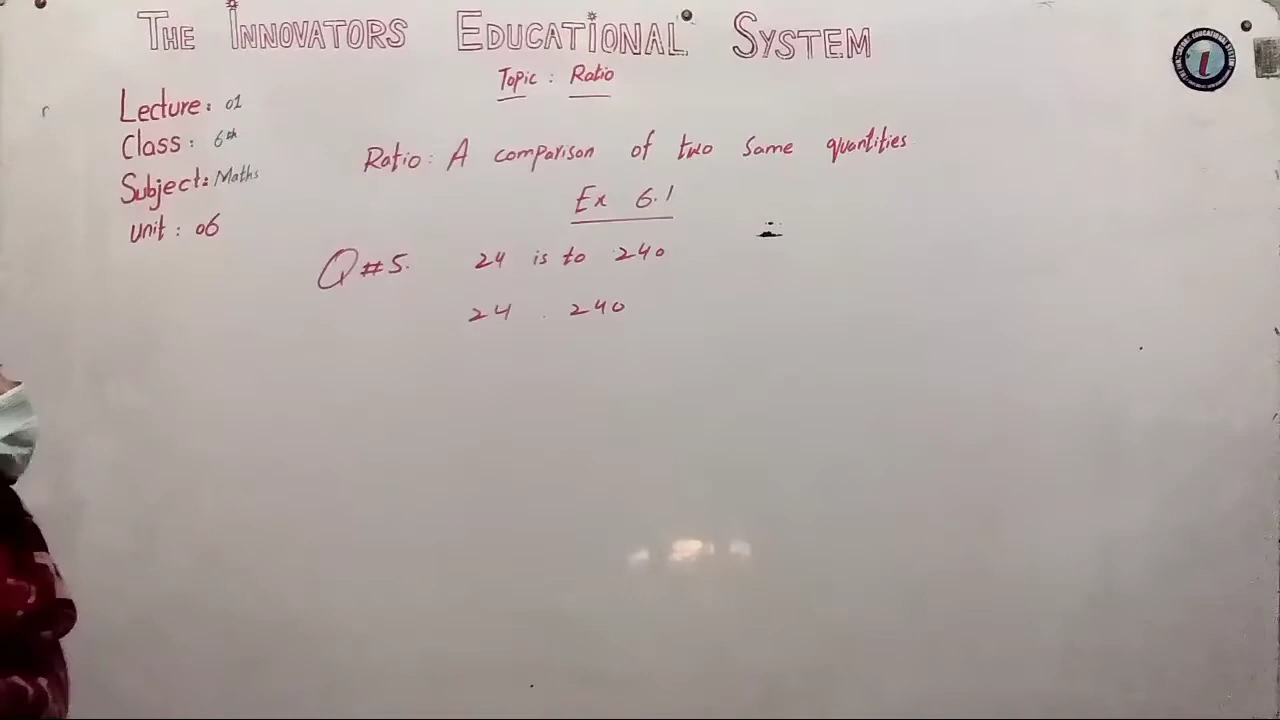 THE INNOVATORS EDUCATIONAL SYSTEM
Topic : Ratio
Lecture: 01
Class: 6th
Subject: Maths
Unit: 06
Ratio: A comparison of two same quantities
Ex 6.1
Q#5. 24 is to 240
24 . 240